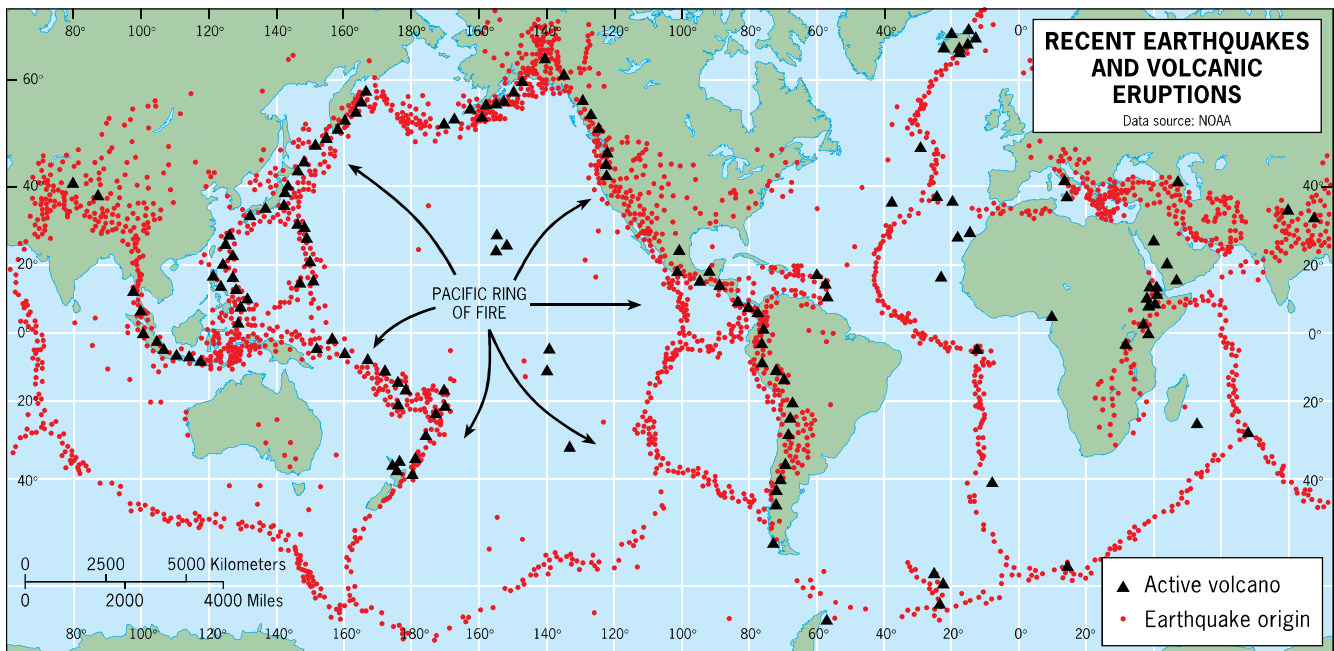 80° 100° 120° 140° 160° 180° 160° 140° 120° 100° 80° 60° 40° 20° 0°
RECENT EARTHQUAKES
AND VOLCANIC
ERUPTIONS
Data source: NOAA
60°
40° 40°
20° 20°
PACIFIC RING
OF FIRE
0° 0°
20° 20°
40° 40°
0 2500 5000 Kilometers
0 2000 4000 Miles
Active volcano
Earthquake origin
80° 100° 120° 140° 160° 180° 160° 140° 120° 100° 80° 60° 40° 20° 0° 20°